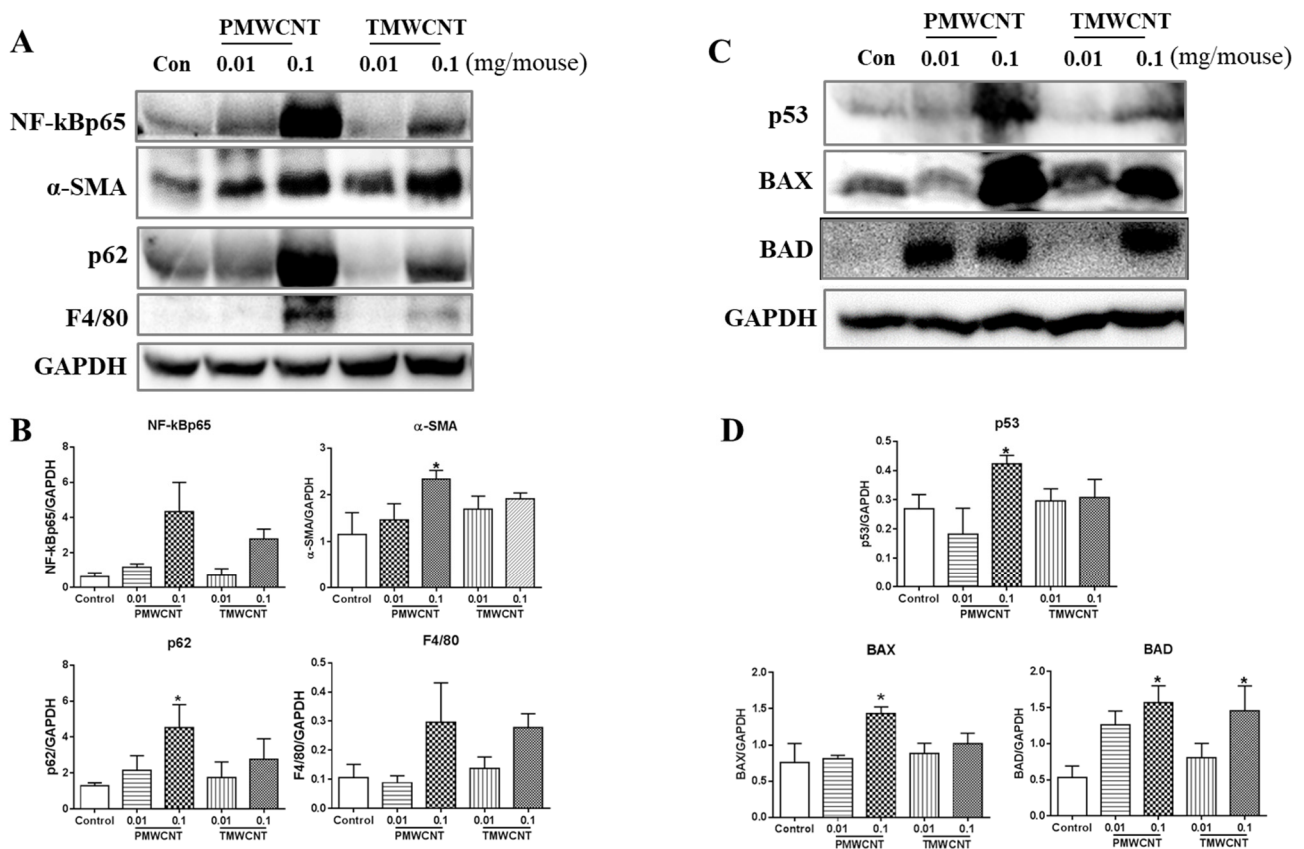 A
PMWCNT TMWCNT
Con 0.01 0.1 0.01 0.1 (mg/mouse)
NF-kBp65
α-SMA
p62
F4/80
GAPDH
C
PMWCNT TMWCNT
Con 0.01 0.1 0.01 0.1 (mg/mouse)
p53
BAX
BAD
GAPDH
B
NF-kBp65
NF-kBp65/GAPDH
8
6
4
2
0
Control 0.01 0.1 0.01 0.1
PMWCNT TMWCNT
α-SMA
α-SMA/GAPDH
3
2
1
0
*
Control 0.01 0.1 0.01 0.1
PMWCNT TMWCNT
p62
p62/GAPDH
8
6
4
2
0
*
Control 0.01 0.1 0.01 0.1
PMWCNT TMWCNT
F4/80
F4/80/GAPDH
0.5
0.4
0.3
0.2
0.1
0.0
Control 0.01 0.1 0.01 0.1
PMWCNT TMWCNT
D
p53
p53/GAPDH
0.5
0.4
0.3
0.2
0.1
0.0
*
Control 0.01 0.1 0.01 0.1
PMWCNT TMWCNT
BAX
BAX/GAPDH
2.0
1.5
1.0
0.5
0.0
*
Control 0.01 0.1 0.01 0.1
PMWCNT TMWCNT
BAD
BAD/GAPDH
2.0
1.5
1.0
0.5
0.0
* *
Control 0.01 0.1 0.01 0.1
PMWCNT TMWCNT